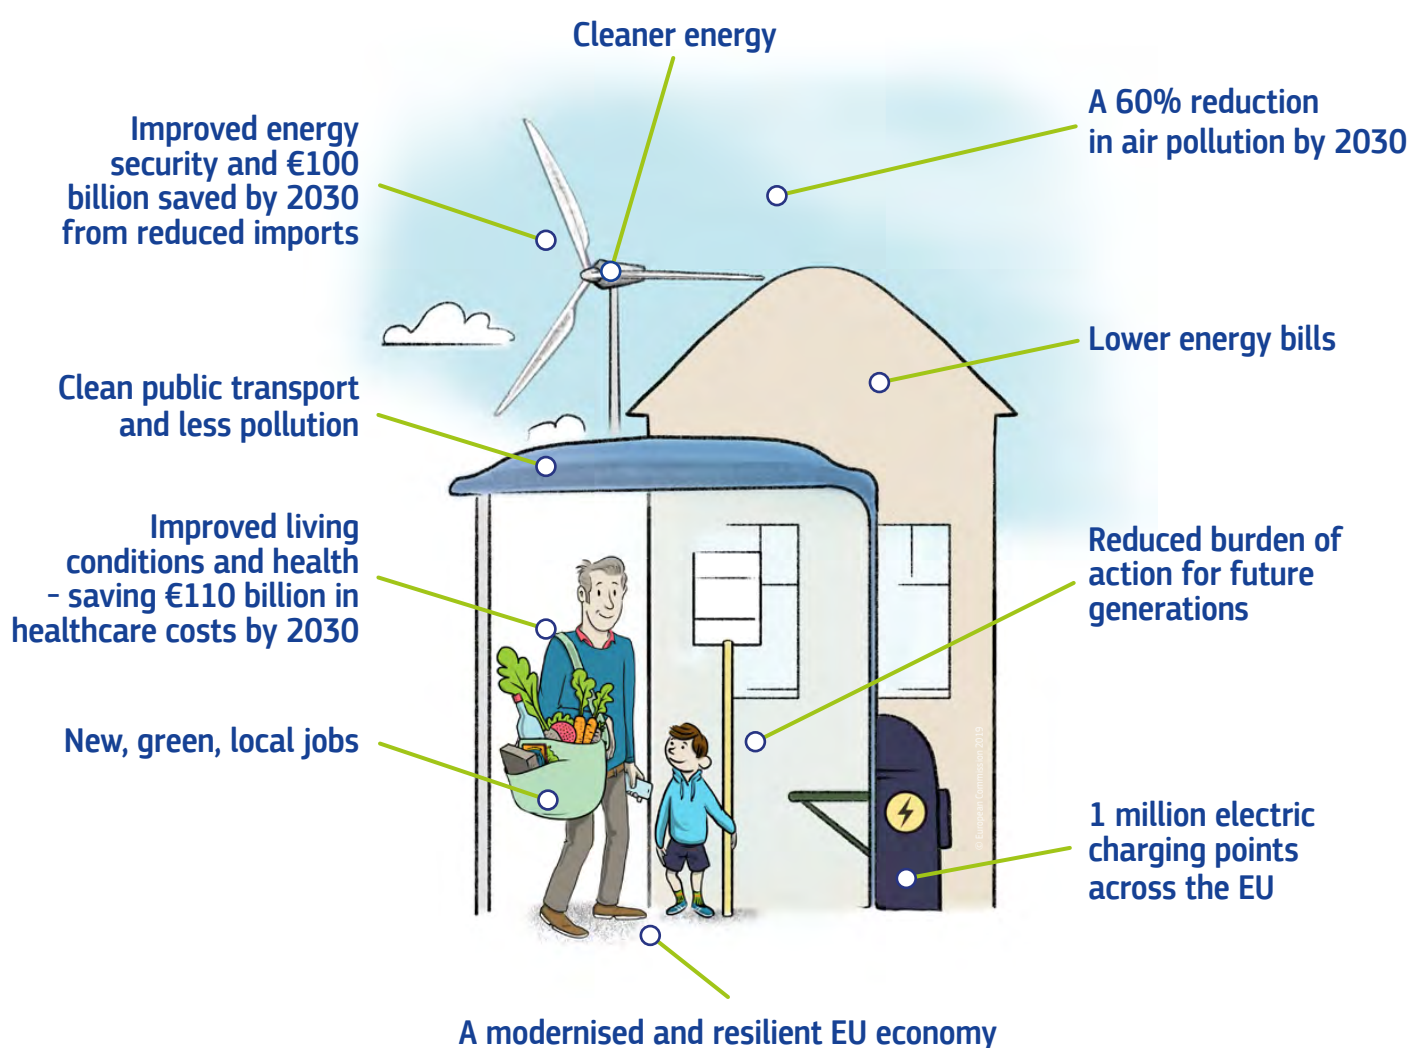 Cleaner energy
Improved energy
security and €100
billion saved by 2030
from reduced imports
A 60% reduction
in air pollution by 2030
Lower energy bills
Clean public transport
and less pollution
Improved living
conditions and health
- saving €110 billion in
healthcare costs by 2030
Reduced burden of
action for future
generations
New, green, local jobs
1 million electric
charging points
across the EU
© European Commission 2019
A modernised and resilient EU economy